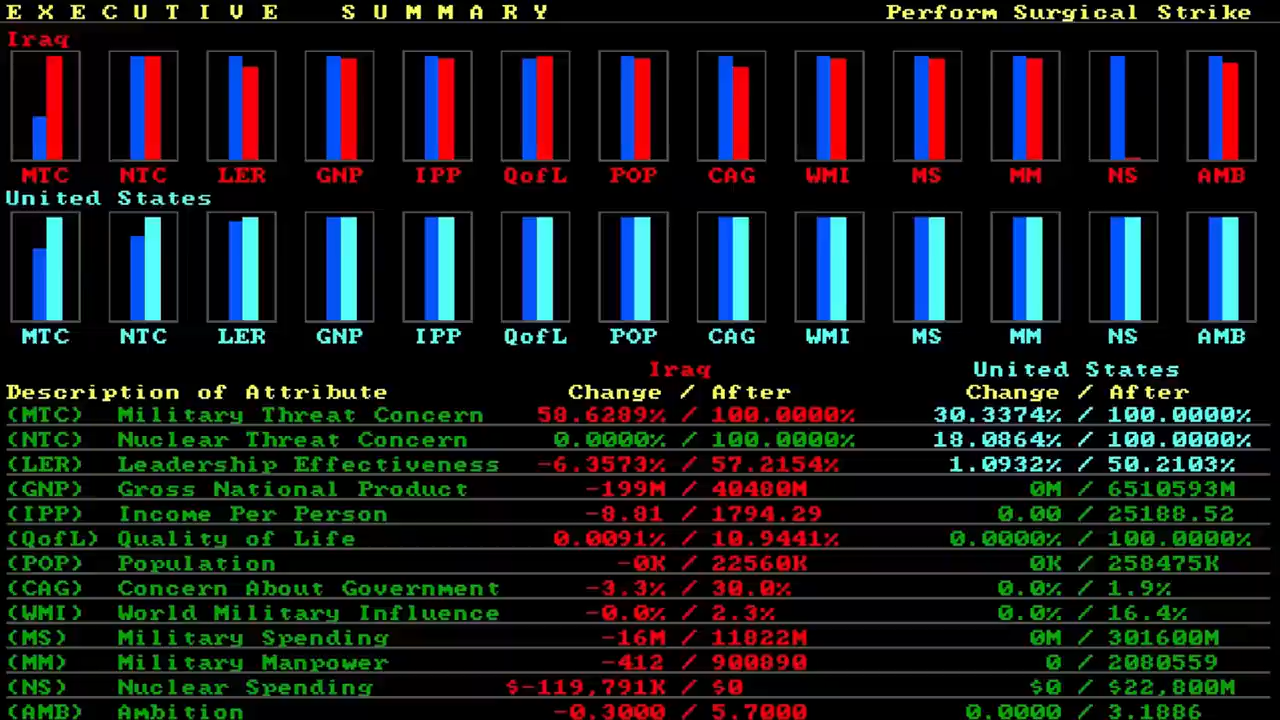 EXECUTIVE SUMMARY Perform Surgical Strike
Iraq
MTC NTC LER GNP IPP QofL POP CAG WMI MS MM NS AMB
United States
MTC NTC LER GNP IPP QofL POP CAG WMI MS MM NS AMB
Iraq United States
Description of Attribute Change / After Change / After
(MTC) Military Threat Concern 58.6289% / 100.0000% 30.3374% / 100.0000%
(NTC) Nuclear Threat Concern 0.0000% / 100.0000% 18.0864% / 100.0000%
(LER) Leadership Effectiveness -6.3573% / 57.2154% 1.0932% / 50.2103%
(GNP) Gross National Product -199M / 40480M 0M / 6510593M
(IPP) Income Per Person -8.81 / 1794.29 0.00 / 25188.52
(QofL) Quality of Life 0.0091% / 10.9441% 0.0000% / 100.0000%
(POP) Population -0K / 22560K 0K / 258475K
(CAG) Concern About Government -3.3% / 30.0% 0.0% / 1.9%
(WMI) World Military Influence -0.0% / 2.3% 0.0% / 16.4%
(MS) Military Spending -16M / 11822M 0M / 301600M
(MM) Military Manpower -412 / 900890 0 / 2080559
(NS) Nuclear Spending $-119,791K / $0 $0 / $22,800M
(AMB) Ambition -0.3000 / 5.7000 0.0000 / 3.1886